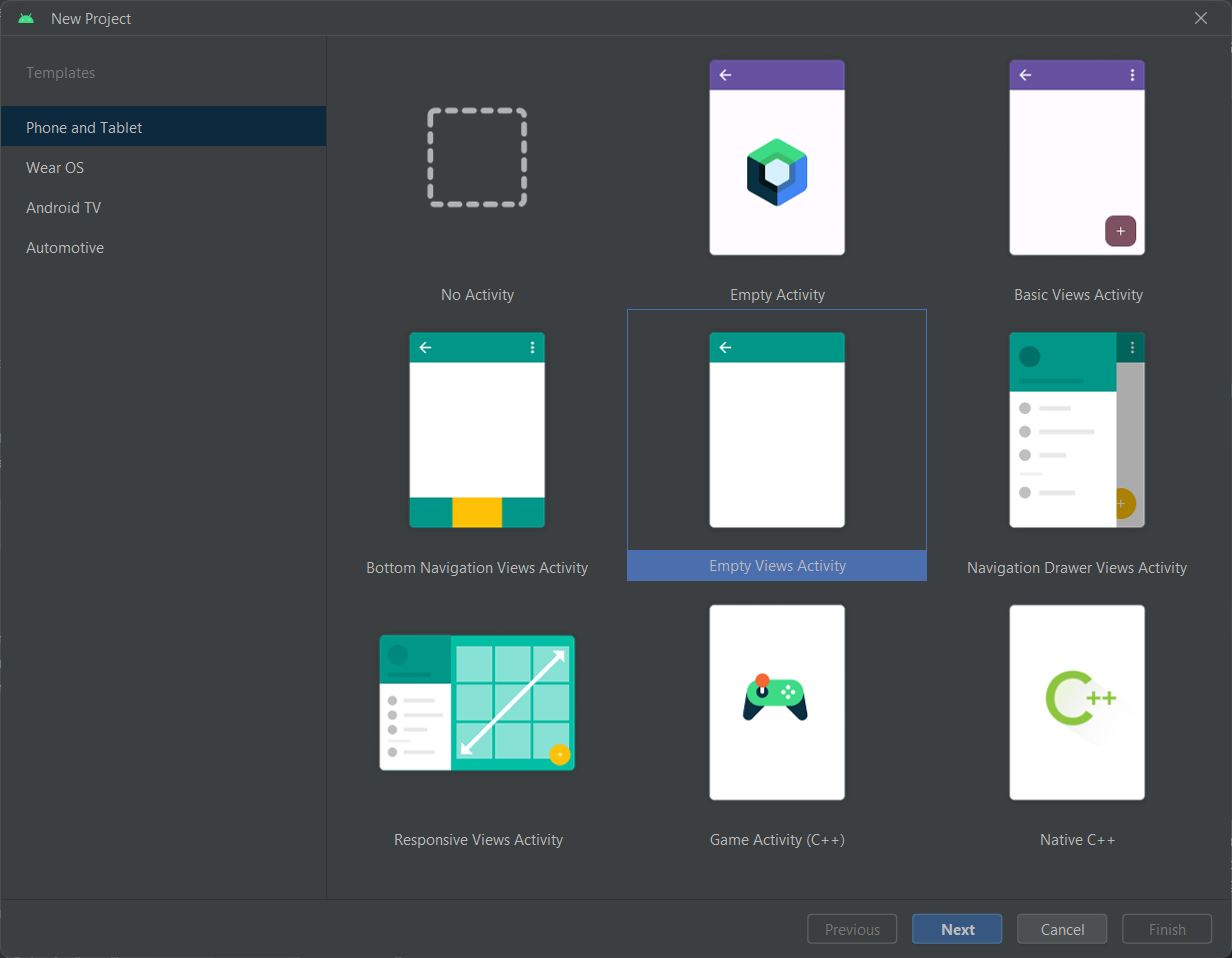 New Project
Templates
Phone and Tablet
Wear OS
Android TV
Automotive
No Activity
Empty Activity
Basic Views Activity
Bottom Navigation Views Activity
Empty Views Activity
Navigation Drawer Views Activity
Responsive Views Activity
Game Activity (C++)
C++
Native C++
Previous
Next
Cancel
Finish